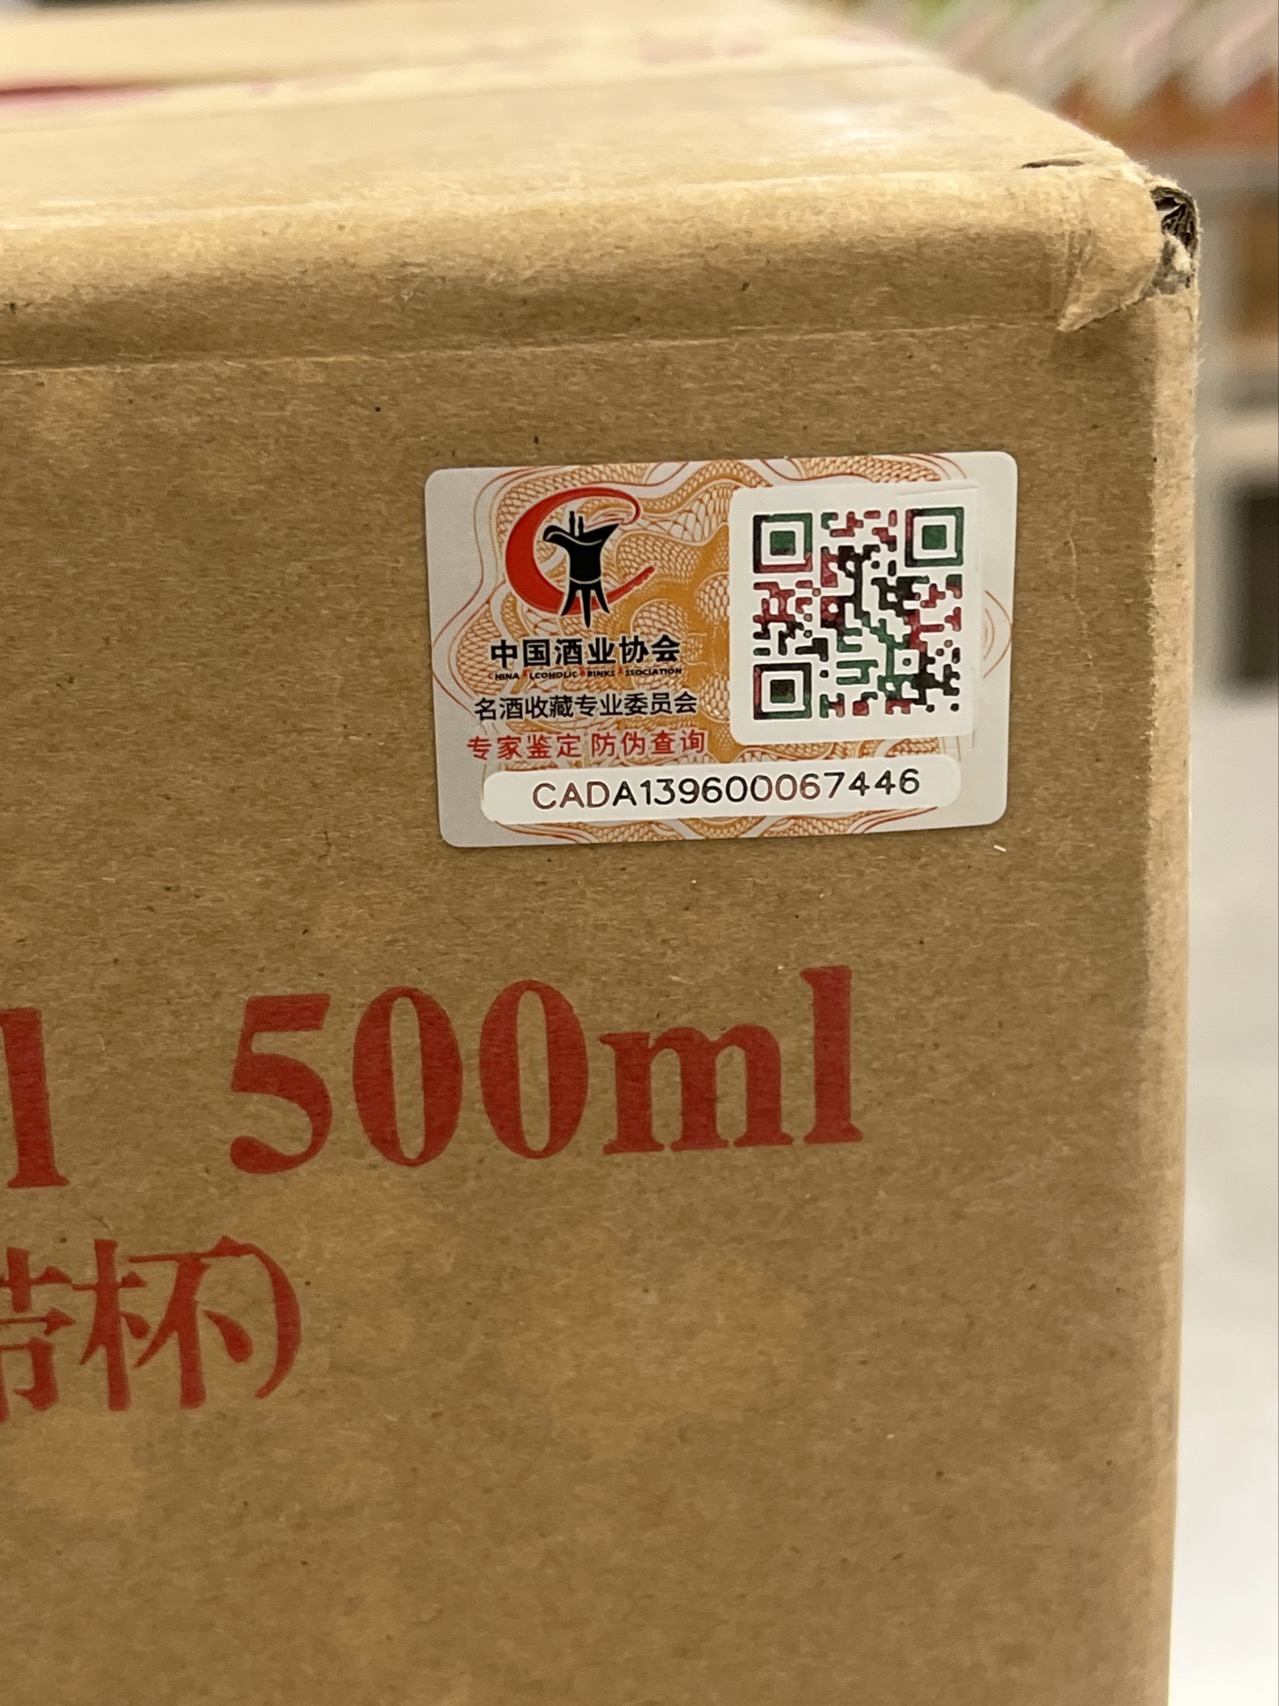 中国酒业协会
CHINA ALCOHOLIC DRINKS ASSOCIATION
名酒收藏专业委员会
专家鉴定 防伪查询
CADA139600067446
l 500ml
带杯)